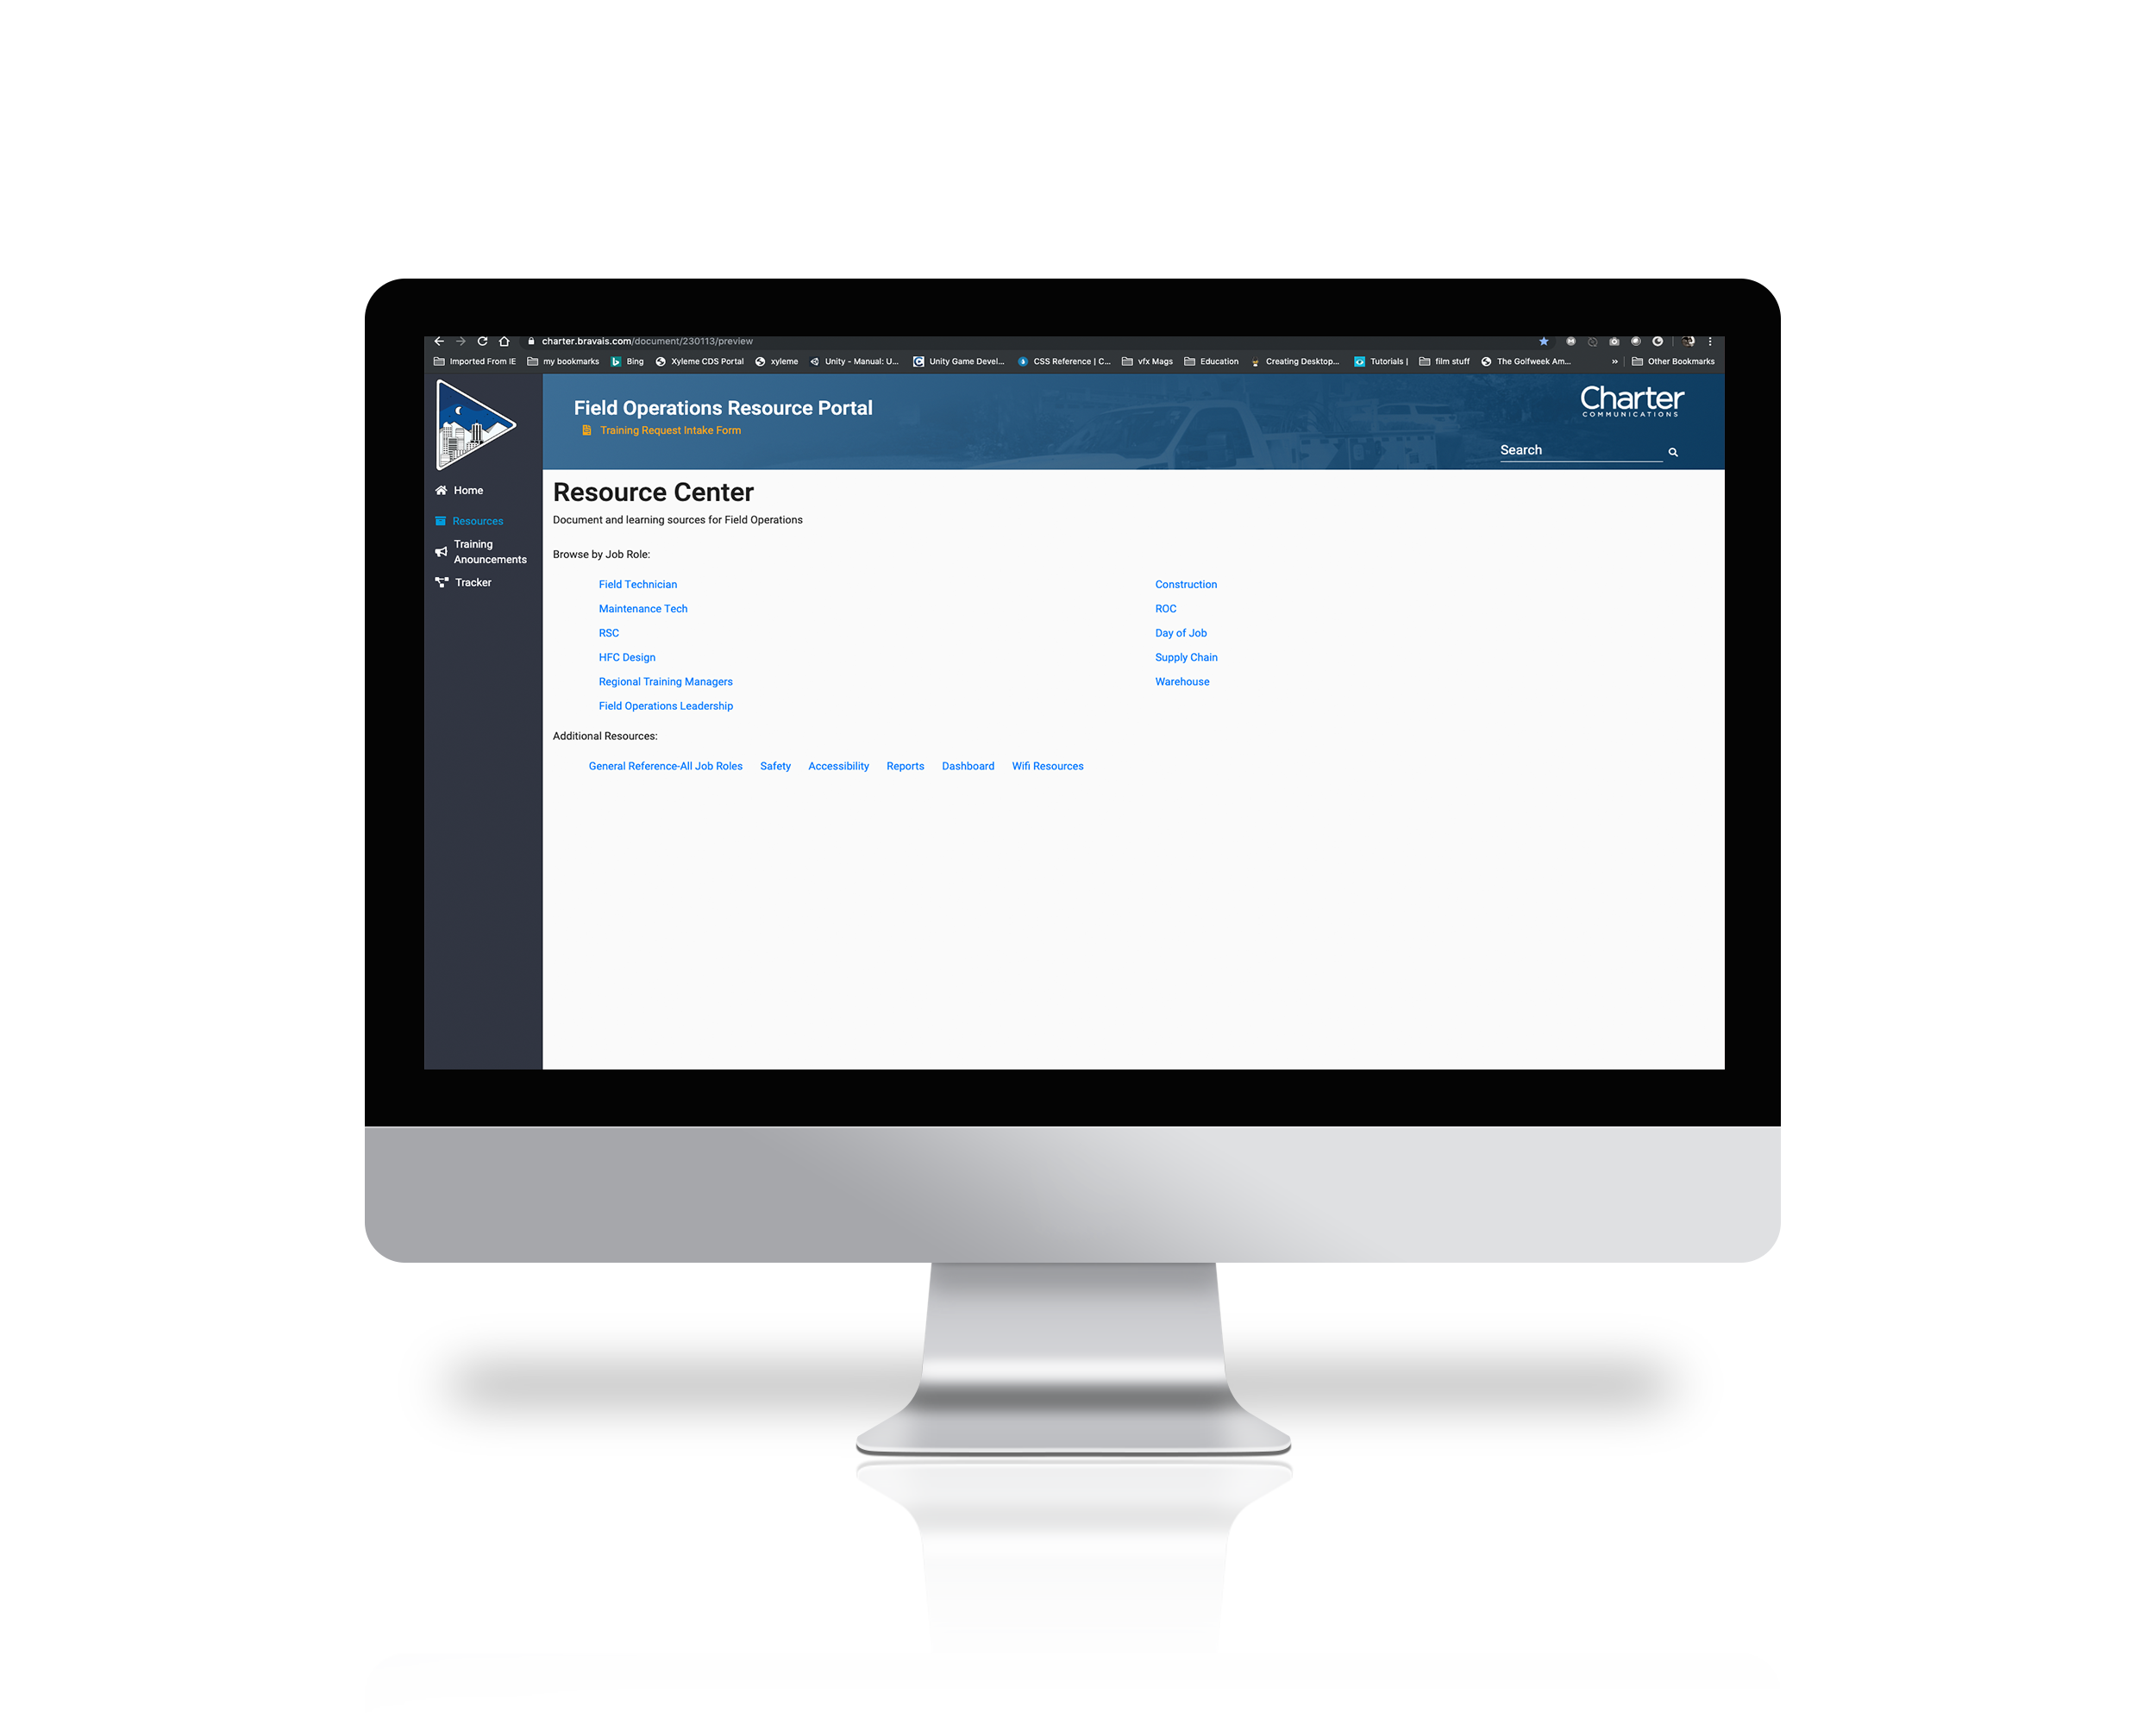 charter.bravais.com/document/230113/preview
Imported From IE my bookmarks Bing Xyleme CDS Portal xyleme Unity - Manual: U... Unity Game Devel... CSS Reference | C... vfx Mags Education Creating Desktop... Tutorials | film stuff The Golfweek Am... » Other Bookmarks
Field Operations Resource Portal
Training Request Intake Form
Charter
COMMUNICATIONS
Search
Home
Resources
Training
Anouncements
Tracker
Resource Center
Document and learning sources for Field Operations
Browse by Job Role:
Field Technician
Maintenance Tech
RSC
HFC Design
Regional Training Managers
Field Operations Leadership
Construction
ROC
Day of Job
Supply Chain
Warehouse
Additional Resources:
General Reference-All Job Roles Safety Accessibility Reports Dashboard Wifi Resources